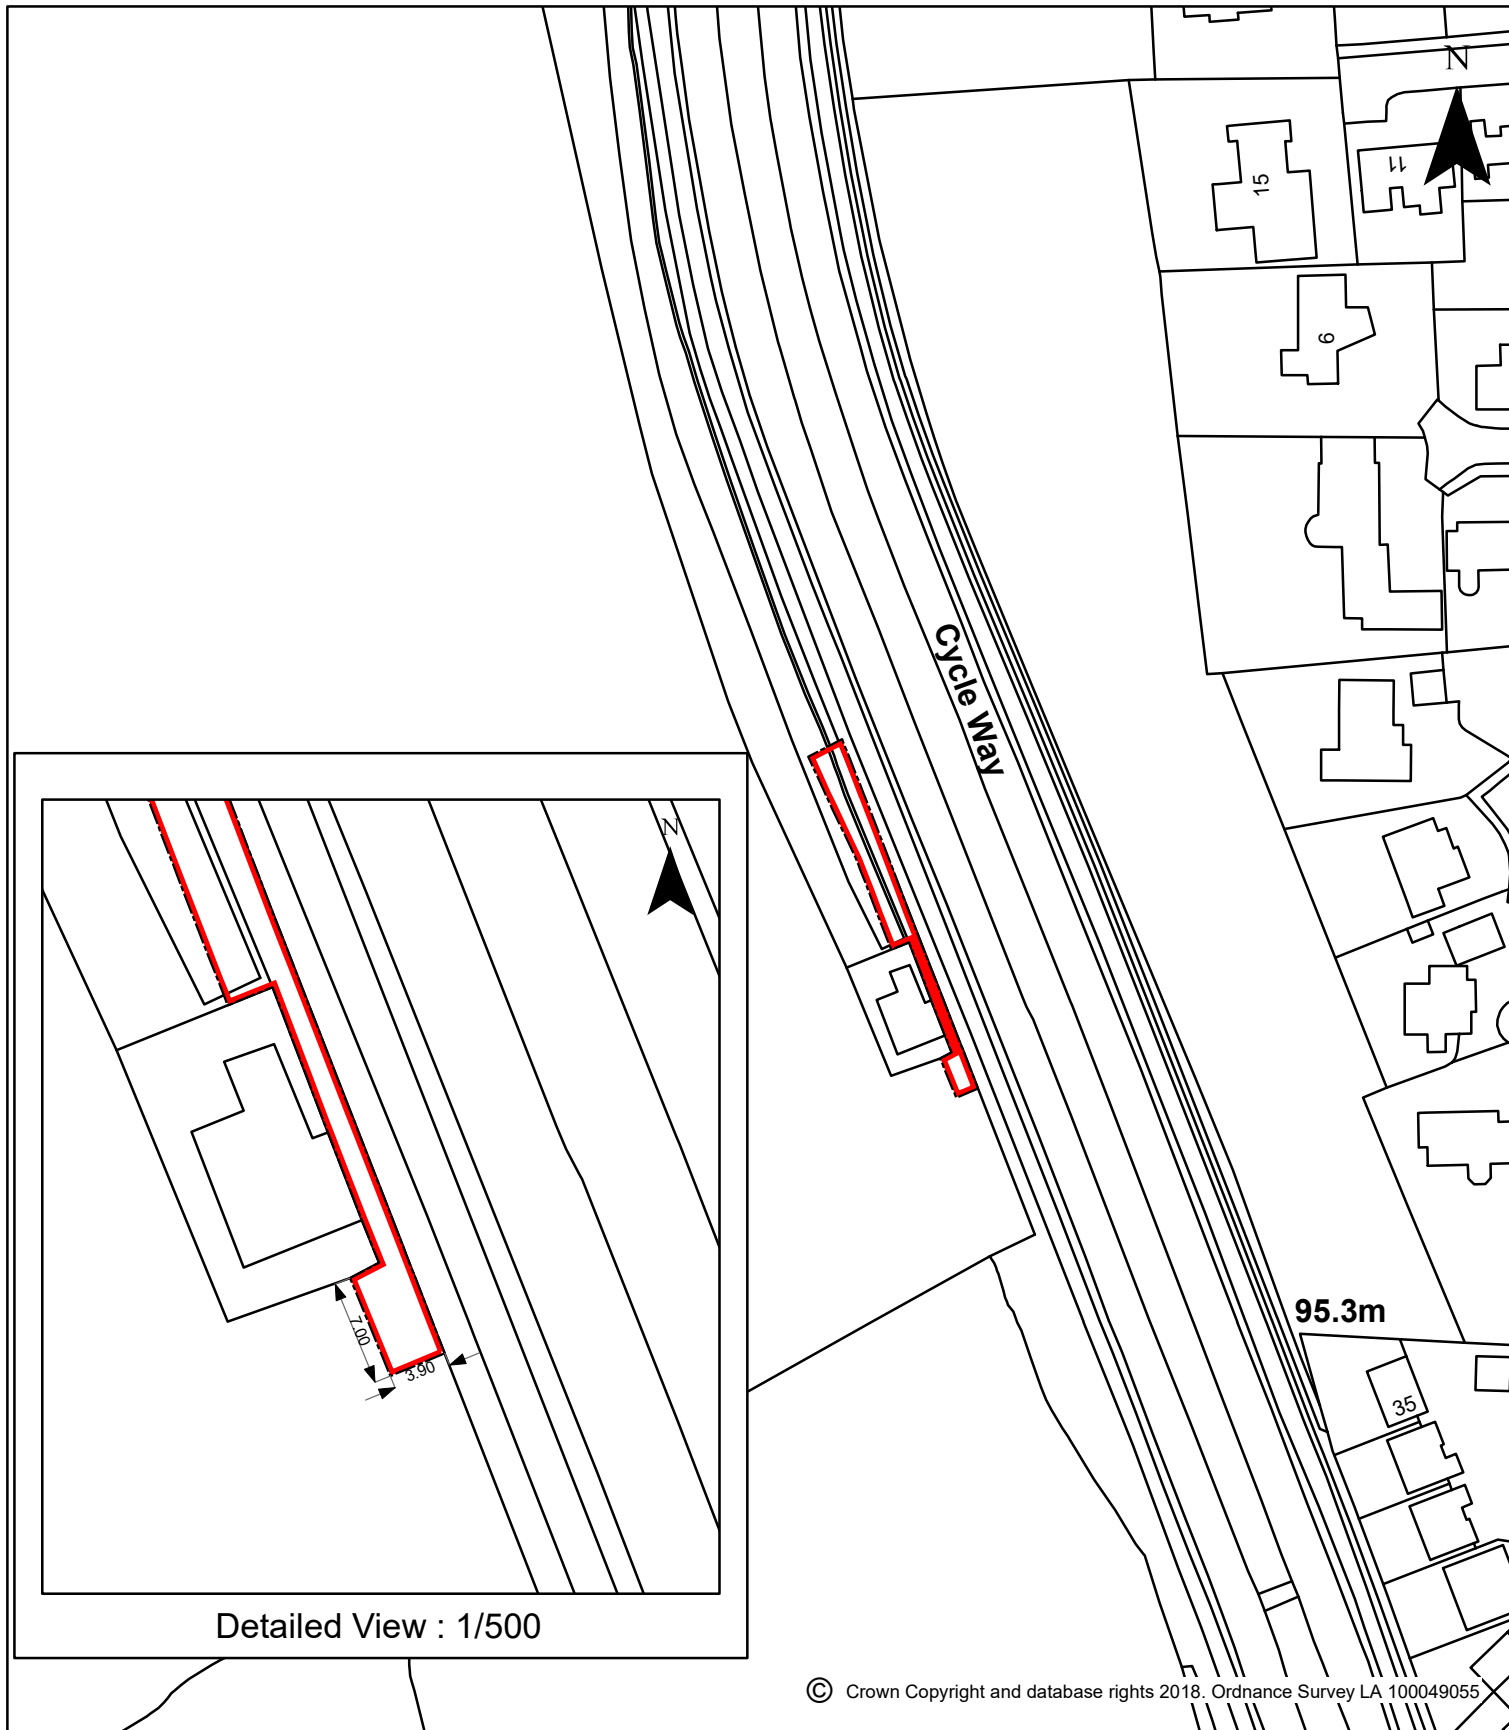 N
15
11
6
Cycle Way
N
7.00
3.90
95.3m
35
Detailed View : 1/500
© Crown Copyright and database rights 2018. Ordnance Survey LA 100049055